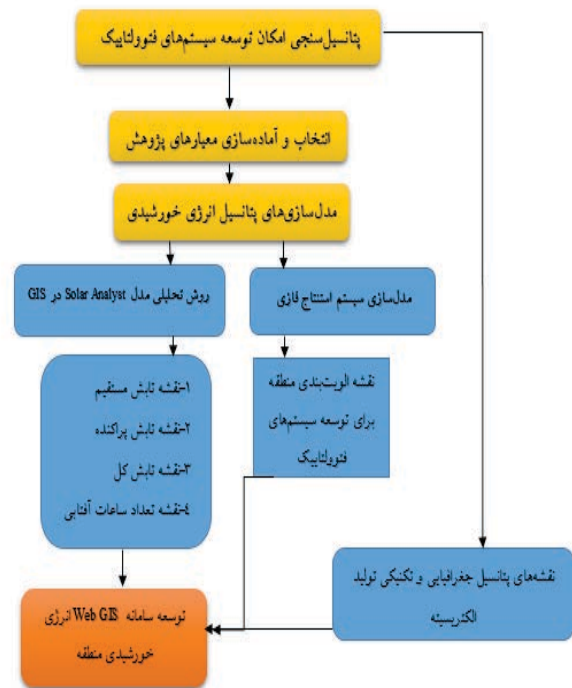 پتانسیل‌سنجی امکان توسعه سیستم‌های فتوولتاییک
انتخاب و آماده‌سازی معیارهای پژوهش
مدل‌سازی‌های پتانسیل انرژی خورشیدی
مدل‌سازی سیستم استنتاج فازی
روش تحلیلی مدل Solar Analyst در GIS
نقشه الویت‌بندی منطقه
برای توسعه سیستم‌های
فتوولتاییک
۱-نقشه تابش مستقیم
۲-نقشه تابش پراکنده
۳-نقشه تابش کل
۴-نقشه تعداد ساعات آفتابی
نقشه‌های پتانسیل جغرافیایی و تکنیکی تولید
الکتریسیته
توسعه سامانه Web GIS انرژی
خورشیدی منطقه